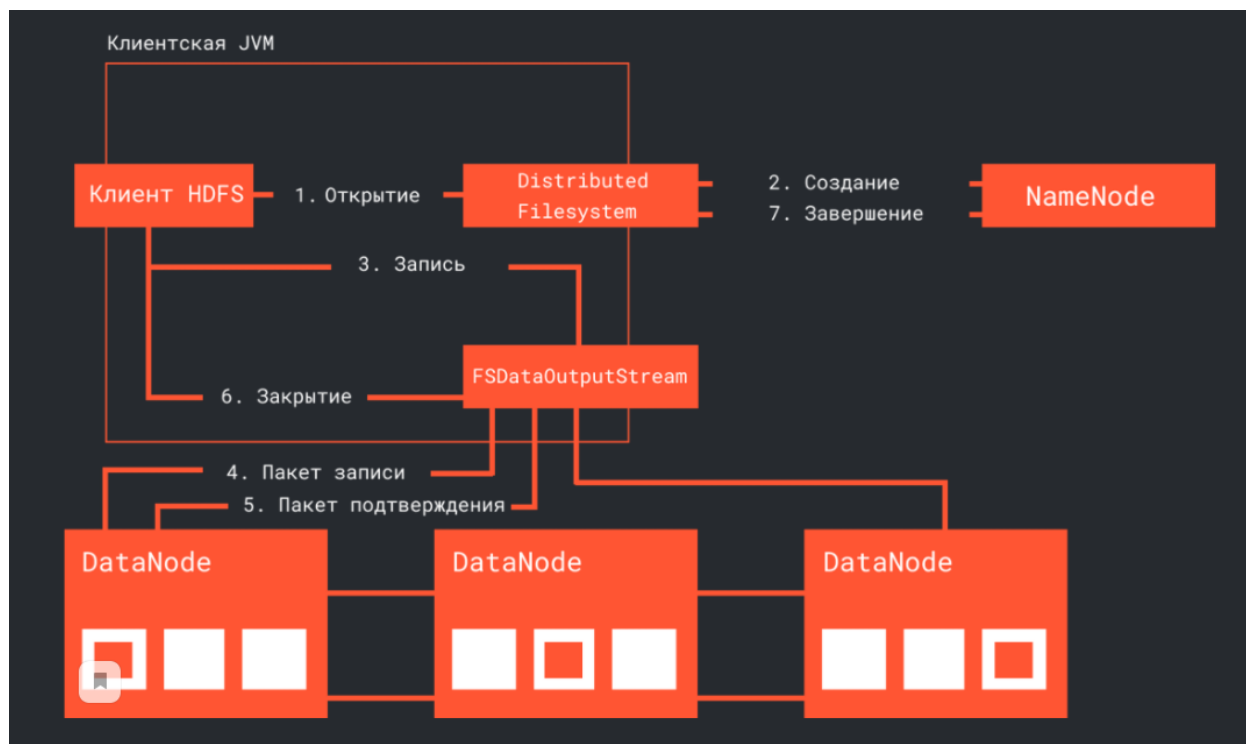 Клиентская JVM
Клиент HDFS
1. Открытие
Distributed
Filesystem
2. Создание
7. Завершение
NameNode
3. Запись
FSDataOutputStream
6. Закрытие
4. Пакет записи
5. Пакет подтверждения
DataNode
DataNode
DataNode